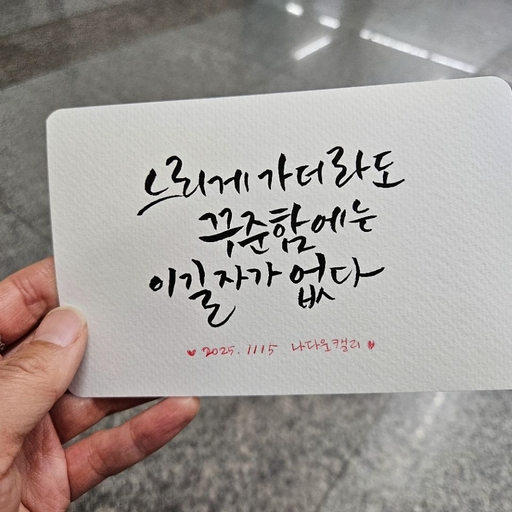 느리게 가더라도
꾸준함에는
이길 자가 없다
♥ 2025. 11 15 나다움캘리 ♥